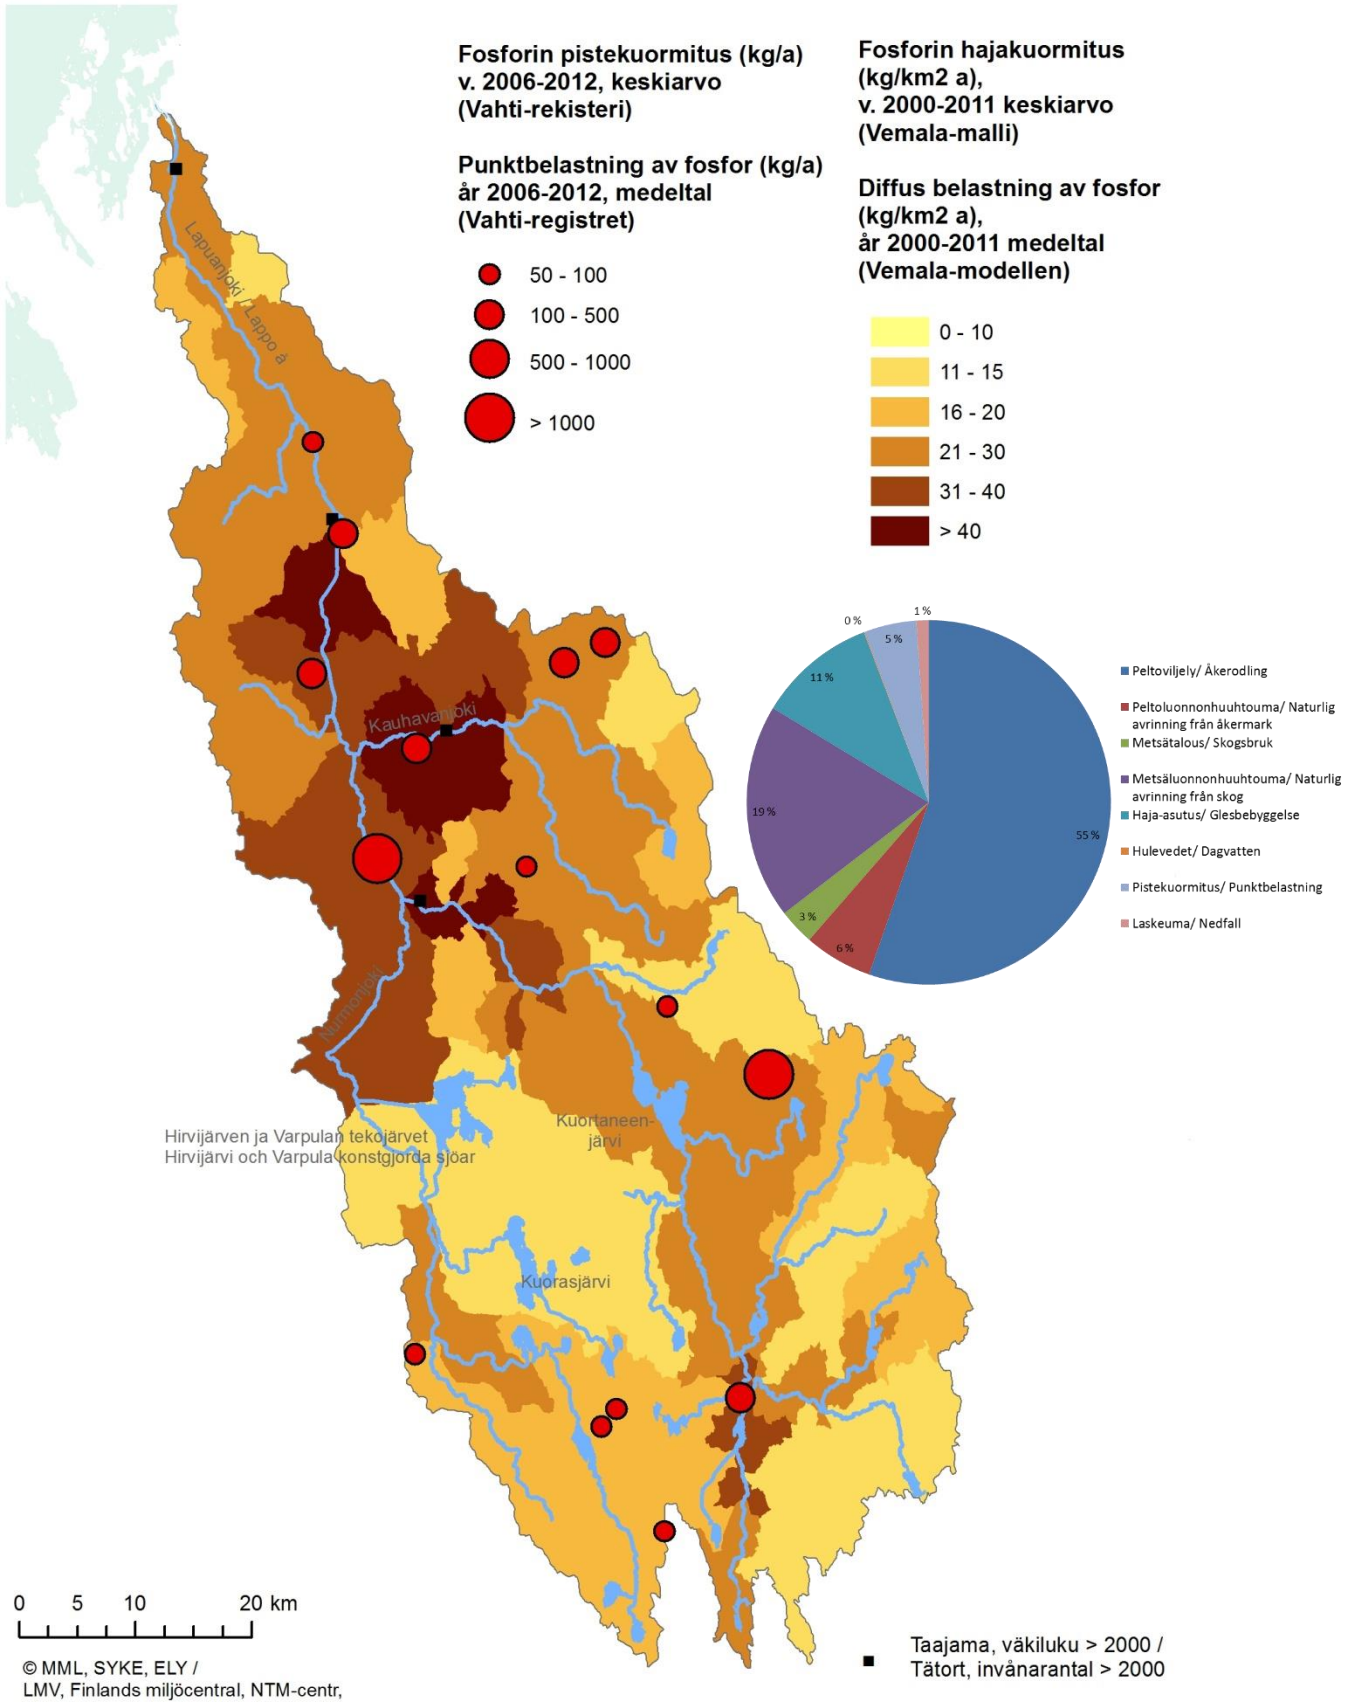 Fosforin pistekuormitus (kg/a)
v. 2006-2012, keskiarvo
(Vahti-rekisteri)
Punktbelastning av fosfor (kg/a)
år 2006-2012, medeltal
(Vahti-registret)
50 - 100
100 - 500
500 - 1000
> 1000
Fosforin hajakuormitus
(kg/km2 a),
v. 2000-2011 keskiarvo
(Vemala-malli)
Diffus belastning av fosfor
(kg/km2 a),
år 2000-2011 medeltal
(Vemala-modellen)
0 - 10
11 - 15
16 - 20
21 - 30
31 - 40
> 40
Lapuanjoki / Lappo å
Kauhavanjoki
Nurmonjoki
Hirvijärven ja Varpulan tekojärvet
Hirvijärvi och Varpula konstgjorda sjöar
Kuortaneen-
järvi
Kuorasjärvi
0 %
1 %
5 %
11 %
19 %
3 %
6 %
55 %
Peltoviljely/ Åkerodling
Peltoluonnonhuuhtouma/ Naturlig
avrinning från åkermark
Metsätalous/ Skogsbruk
Metsäluonnonhuuhtouma/ Naturlig
avrinning från skog
Haja-asutus/ Glesbebyggelse
Hulevedet/ Dagvatten
Pistekuormitus/ Punktbelastning
Laskeuma/ Nedfall
0 5 10 20 km
© MML, SYKE, ELY /
LMV, Finlands miljöcentral, NTM-centr,
Taajama, väkiluku > 2000 /
Tätort, invånarantal > 2000